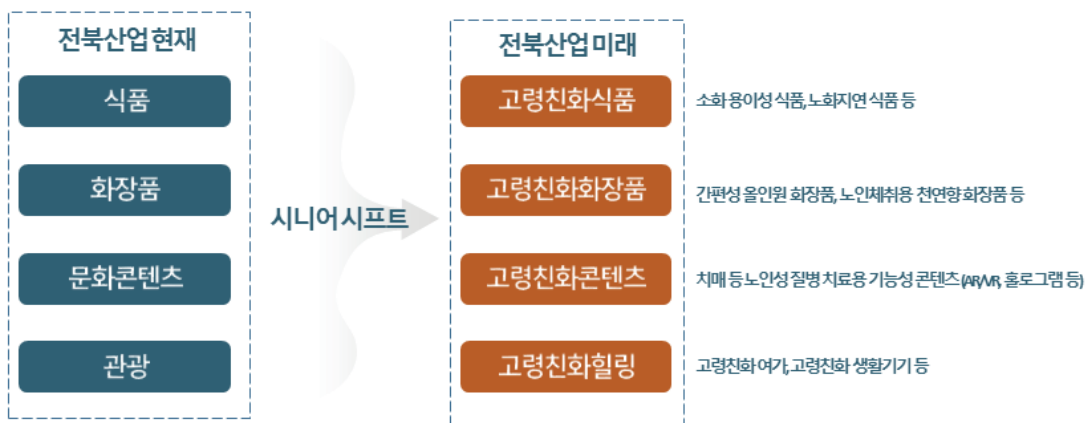 전북산업 현재
식품
화장품
문화콘텐츠
관광
시니어 시프트
전북산업 미래
고령친화식품
소화 용이성 식품, 노화지연 식품 등
고령친화화장품
간편성 올인원 화장품, 노인체취용 천연향 화장품 등
고령친화콘텐츠
치매 등 노인성 질병 치료용 기능성 콘텐츠 (AR/VR, 홀로그램 등)
고령친화힐링
고령친화 여가, 고령친화 생활기기 등